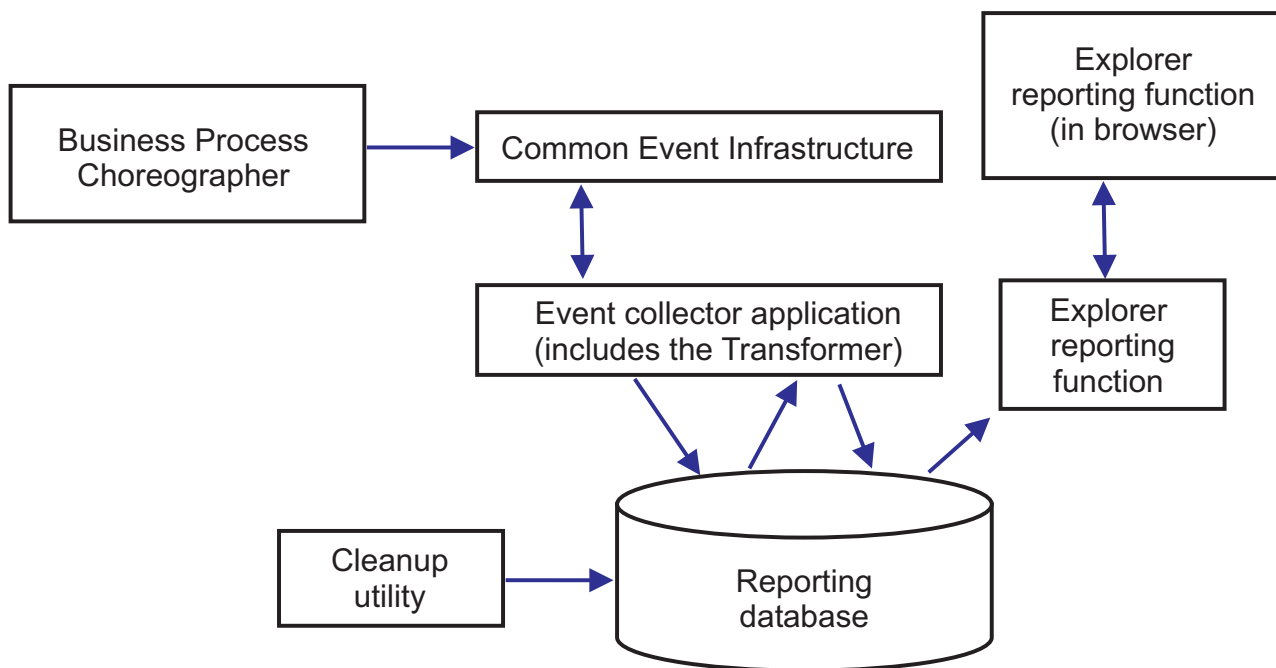 Business Process
Choreographer
Common Event Infrastructure
Explorer
reporting function
(in browser)
Event collector application
(includes the Transformer)
Explorer
reporting
function
Cleanup
utility
Reporting
database